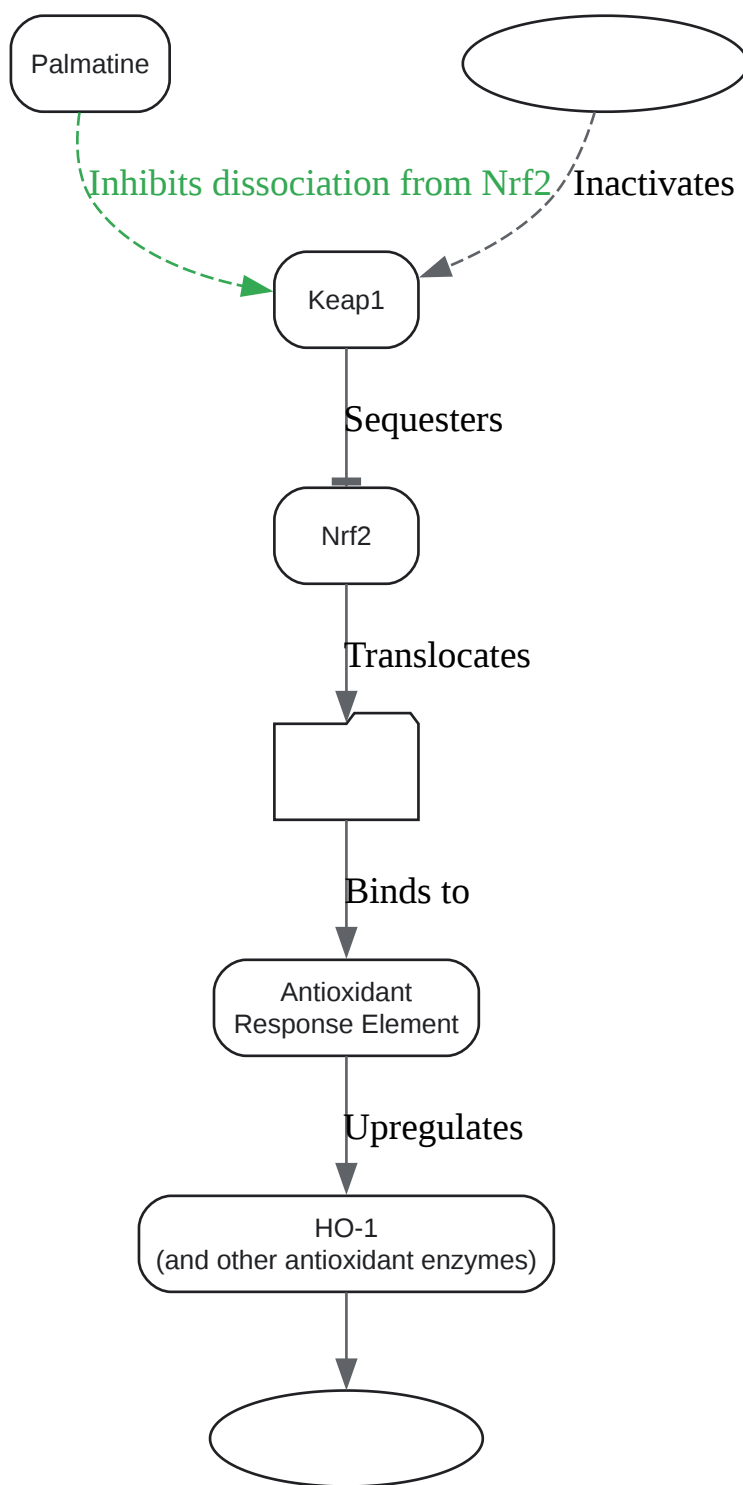 Palmatine
Inhibits dissociation from Nrf2
Inactivates
Keap1
Sequesters
Nrf2
Translocates
Binds to
Antioxidant
Response Element
Upregulates
HO-1
(and other antioxidant enzymes)